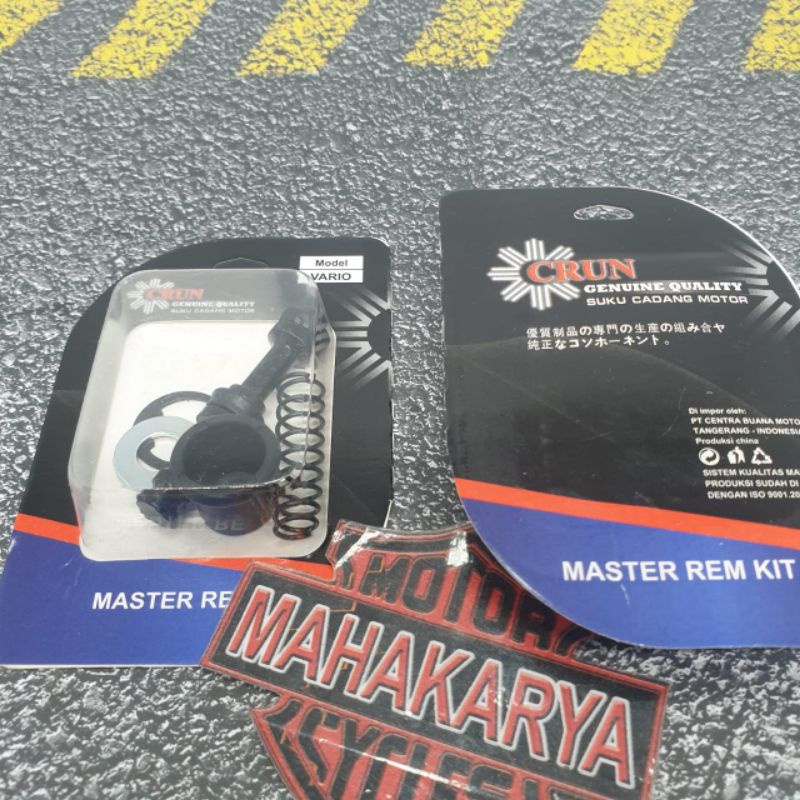 Model
VARIO
CRUN
GENUINE QUALITY
SUKU CADANG MOTOR
MASTER RE
CRUN
GENUINE QUALITY
SUKU CADANG MOTOR
優質制品の専門の生産の組み合ヤ
純正なコソホーネント。
Di impor oleh:
PT CENTRA BUANA MOTO
TANGERANG - INDONESIA
Produksi china
SISTEM KUALITAS MA
PRODUKSI SUDAH DI
DENGAN ISO 9001.20
MASTER REM KIT
MOTOR
MAHAKARYA
CYCLES